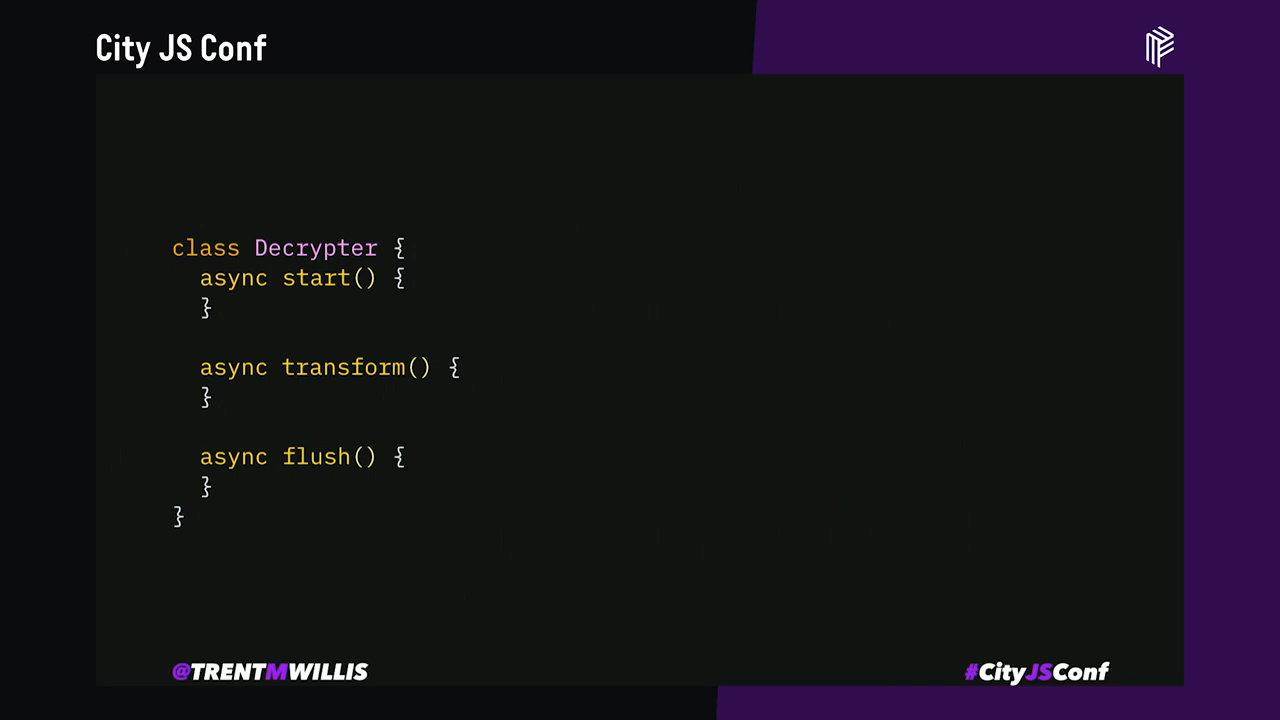 City JS Conf
class Decrypter {
  async start() {
  }

  async transform() {
  }

  async flush() {
  }
}
@TRENTMWILLIS
#CityJSConf